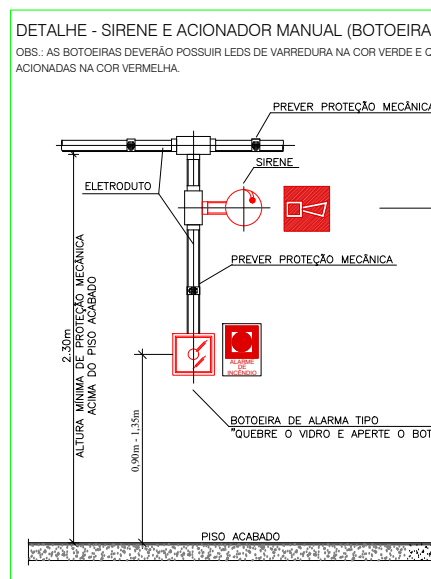 DETALHE - SIRENE E ACIONADOR MANUAL (BOTOEIRA
OBS.: AS BOTOEIRAS DEVERÃO POSSUIR LEDS DE VARREDURA NA COR VERDE E Q
ACIONADAS NA COR VERMELHA.
PREVER PROTEÇÃO MECÂNICA
SIRENE
ELETRODUTO
PREVER PROTEÇÃO MECÂNICA
2.30m
ALTURA MÍNIMA DE PROTEÇÃO MECÂNICA
ACIMA DO PISO ACABADO
ALARME
DE
INCÊNDIO
0,90m - 1,35m
BOTOEIRA DE ALARMA TIPO
"QUEBRE O VIDRO E APERTE O BOT
PISO ACABADO